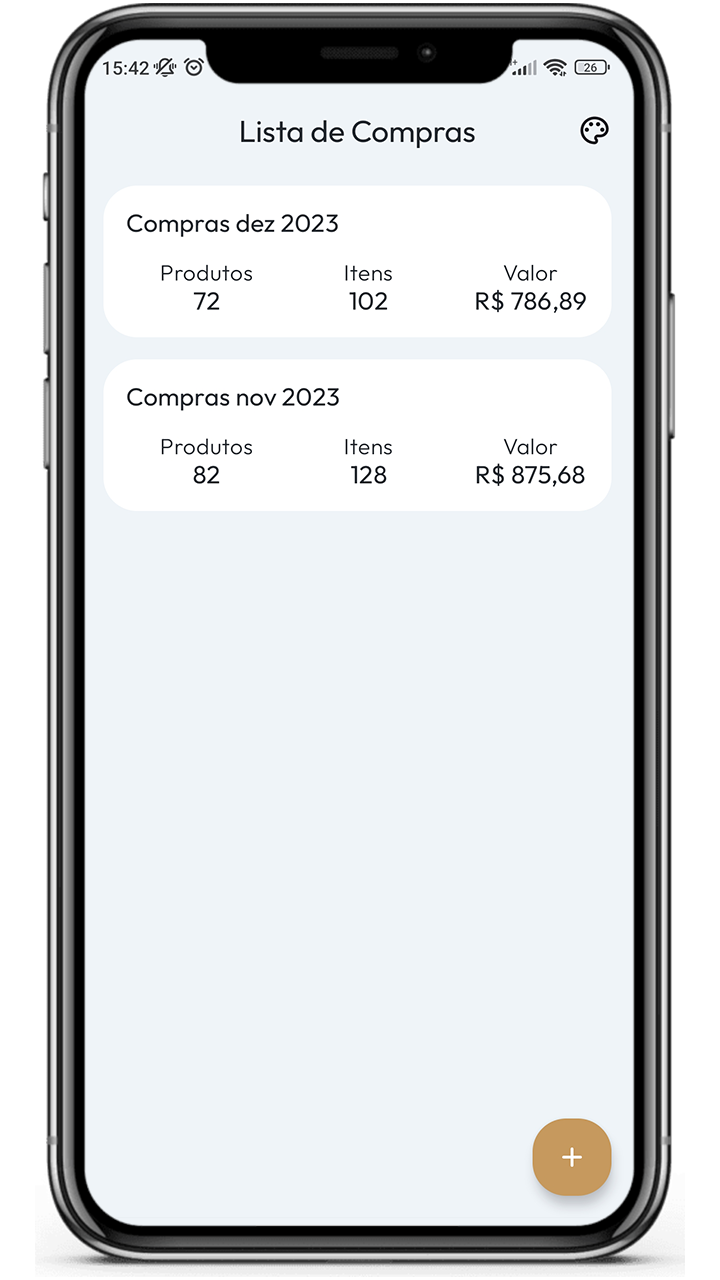 15:42 26
Lista de Compras
Compras dez 2023
Produtos Itens Valor
72 102 R$ 786,89
Compras nov 2023
Produtos Itens Valor
82 128 R$ 875,68
+